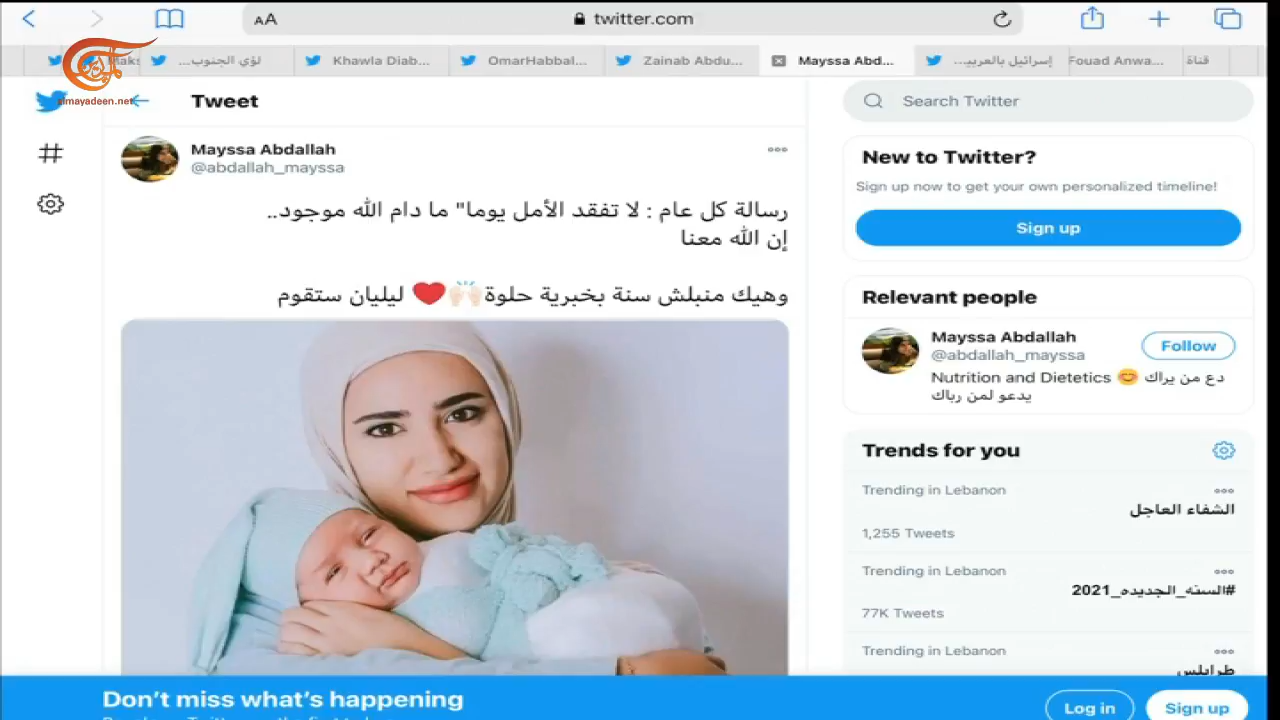 AA
twitter.com
...لؤي الجنوب
Khawla Diab...
OmarHabbal...
Zainab Abdu...
Mayssa Abd...
...إسرائيل بالعربي
Fouad Anwa...
قناة
almayadeen.net
Tweet
Search Twitter
Mayssa Abdallah
@abdallah_mayssa
رسالة كل عام : لا تفقد الأمل يوما" ما دام الله موجود..
إن الله معنا
وهيك منبلش سنة بخبرية حلوة🙌🏻❤️ ليليان ستقوم
New to Twitter?
Sign up now to get your own personalized timeline!
Sign up
Relevant people
Mayssa Abdallah
@abdallah_mayssa
Follow
Nutrition and Dietetics 😊 دع من يراك
يدعو لمن رباك
Trends for you
Trending in Lebanon
الشفاء العاجل
1,255 Tweets
Trending in Lebanon
#السنه_الجديده_2021
77K Tweets
Trending in Lebanon
طرابلس
Don't miss what's happening
Log in
Sign up